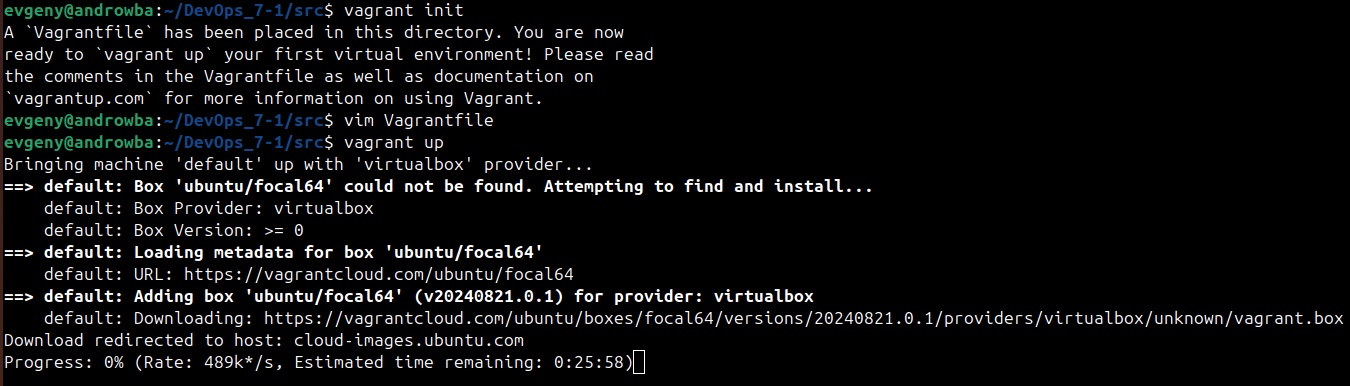 evgeny@androwba:~/DevOps_7-1/src$ vagrant init
A `Vagrantfile` has been placed in this directory. You are now
ready to `vagrant up` your first virtual environment! Please read
the comments in the Vagrantfile as well as documentation on
`vagrantup.com` for more information on using Vagrant.
evgeny@androwba:~/DevOps_7-1/src$ vim Vagrantfile
evgeny@androwba:~/DevOps_7-1/src$ vagrant up
Bringing machine 'default' up with 'virtualbox' provider...
==> default: Box 'ubuntu/focal64' could not be found. Attempting to find and install...
    default: Box Provider: virtualbox
    default: Box Version: >= 0
==> default: Loading metadata for box 'ubuntu/focal64'
    default: URL: https://vagrantcloud.com/ubuntu/focal64
==> default: Adding box 'ubuntu/focal64' (v20240821.0.1) for provider: virtualbox
    default: Downloading: https://vagrantcloud.com/ubuntu/boxes/focal64/versions/20240821.0.1/providers/virtualbox/unknown/vagrant.box
Download redirected to host: cloud-images.ubuntu.com
Progress: 0% (Rate: 489k*/s, Estimated time remaining: 0:25:58)